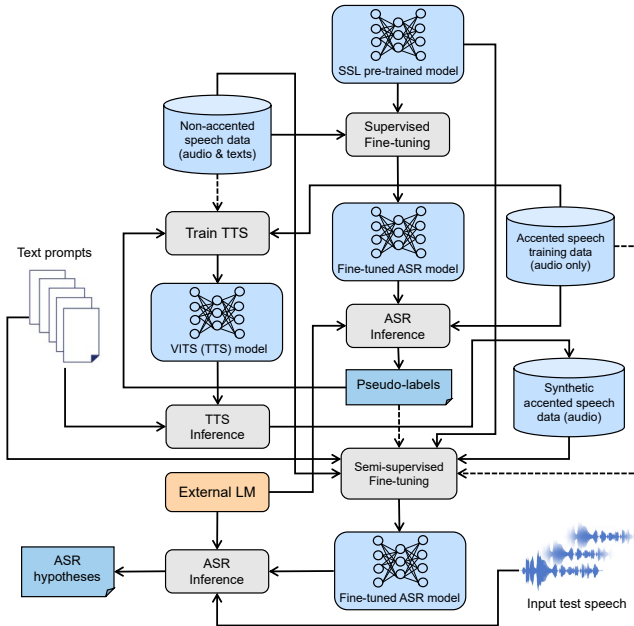 SSL pre-trained model
Non-accented
speech data
(audio & texts)
Supervised
Fine-tuning
Text prompts
Train TTS
Fine-tuned ASR model
Accented speech
training data
(audio only)
VITS (TTS) model
ASR
Inference
Pseudo-labels
Synthetic
accented speech
data (audio)
TTS
Inference
Semi-supervised
Fine-tuning
External LM
ASR
hypotheses
ASR
Inference
Fine-tuned ASR model
Input test speech